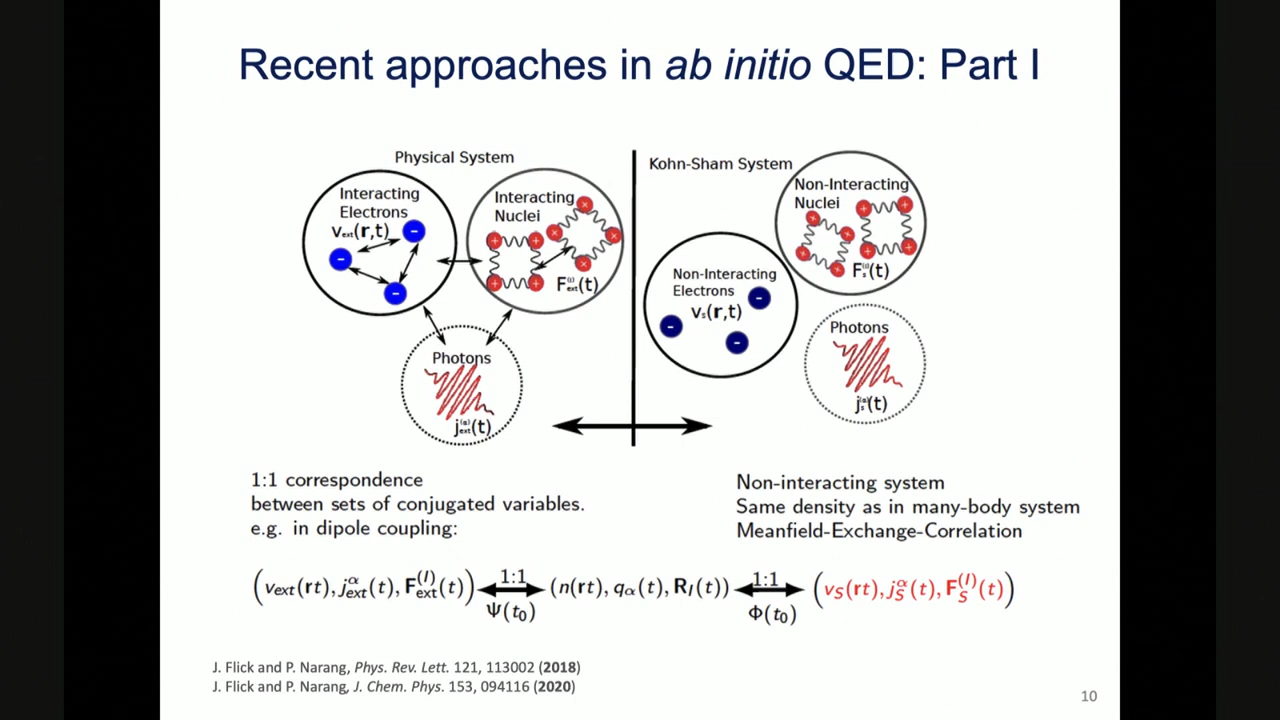 Recent approaches in ab initio QED: Part I
Physical System
Interacting
Electrons
v_ext(r,t)
Interacting
Nuclei
F_ext^(I)(t)
Photons
j_ext^(α)(t)
Kohn-Sham System
Non-Interacting
Nuclei
F_s^(I)(t)
Non-Interacting
Electrons
v_s(r,t)
Photons
j_s^(α)(t)
1:1 correspondence
between sets of conjugated variables.
e.g. in dipole coupling:
Non-interacting system
Same density as in many-body system
Meanfield-Exchange-Correlation
(v_ext(rt), j_ext^α(t), F_ext^(I)(t)) 1:1 Ψ(t_0) (n(rt), q_α(t), R_I(t)) 1:1 Φ(t_0) (v_S(rt), j_S^α(t), F_S^(I)(t))
J. Flick and P. Narang, Phys. Rev. Lett. 121, 113002 (2018)
J. Flick and P. Narang, J. Chem. Phys. 153, 094116 (2020)
10